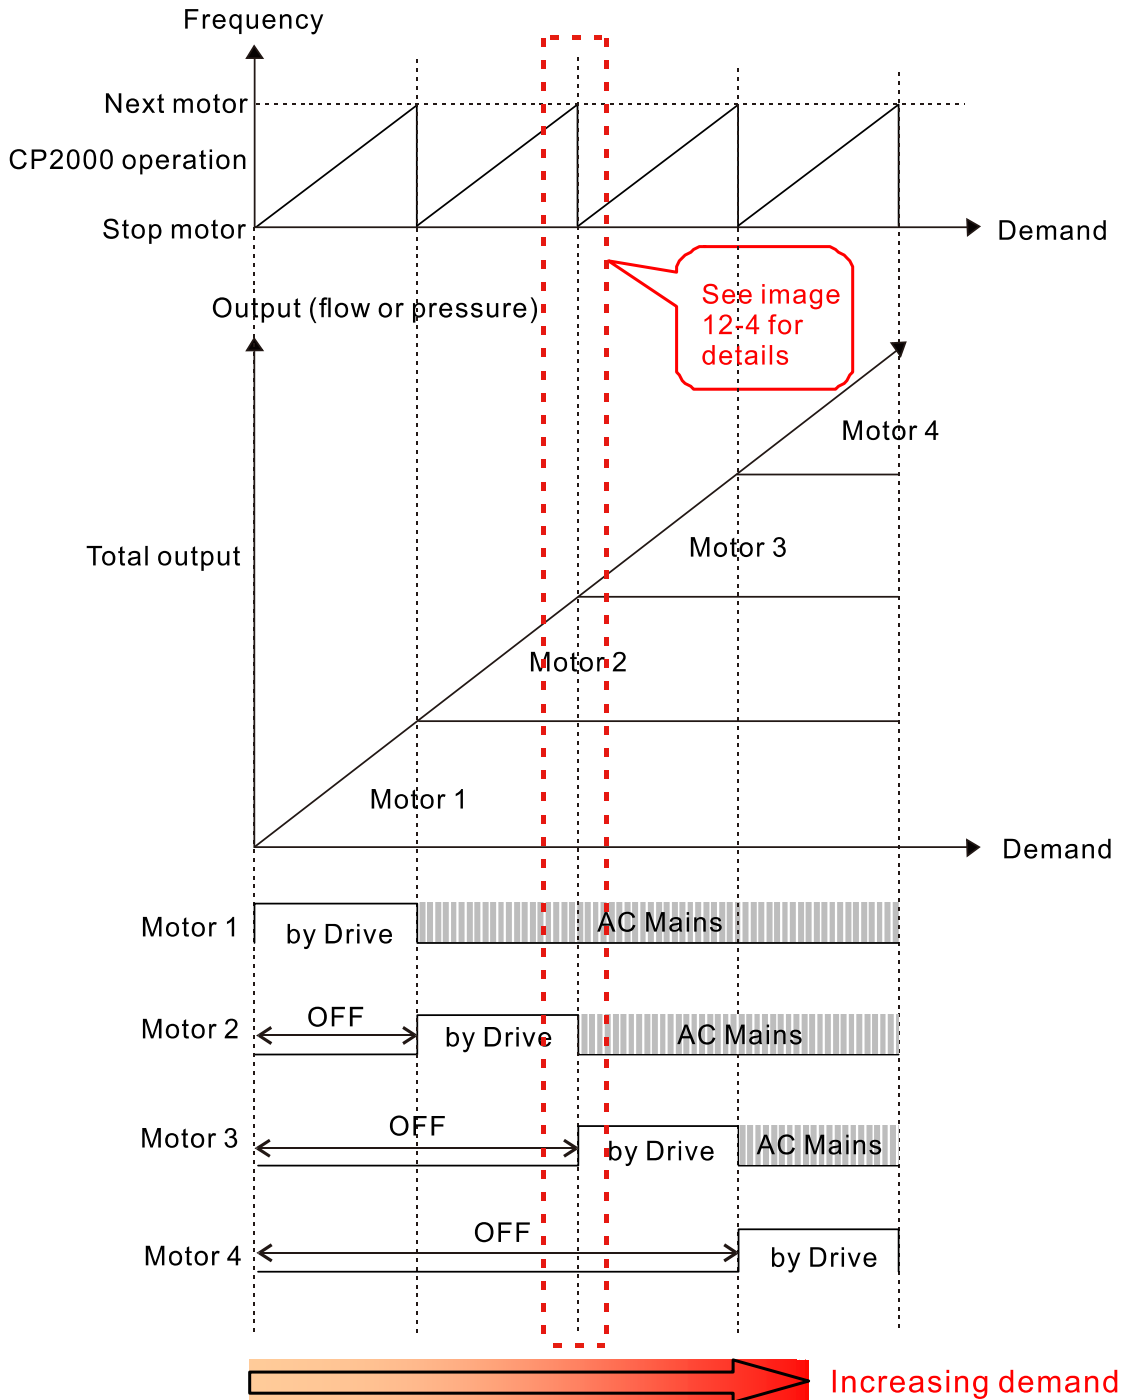 Frequency
Next motor
CP2000 operation
Stop motor
Demand
Output (flow or pressure)
See image
12-4 for
details
Motor 4
Motor 3
Total output
Motor 2
Motor 1
Demand
Motor 1
by Drive
AC Mains
Motor 2
OFF
by Drive
AC Mains
Motor 3
OFF
by Drive
AC Mains
Motor 4
OFF
by Drive
Increasing demand